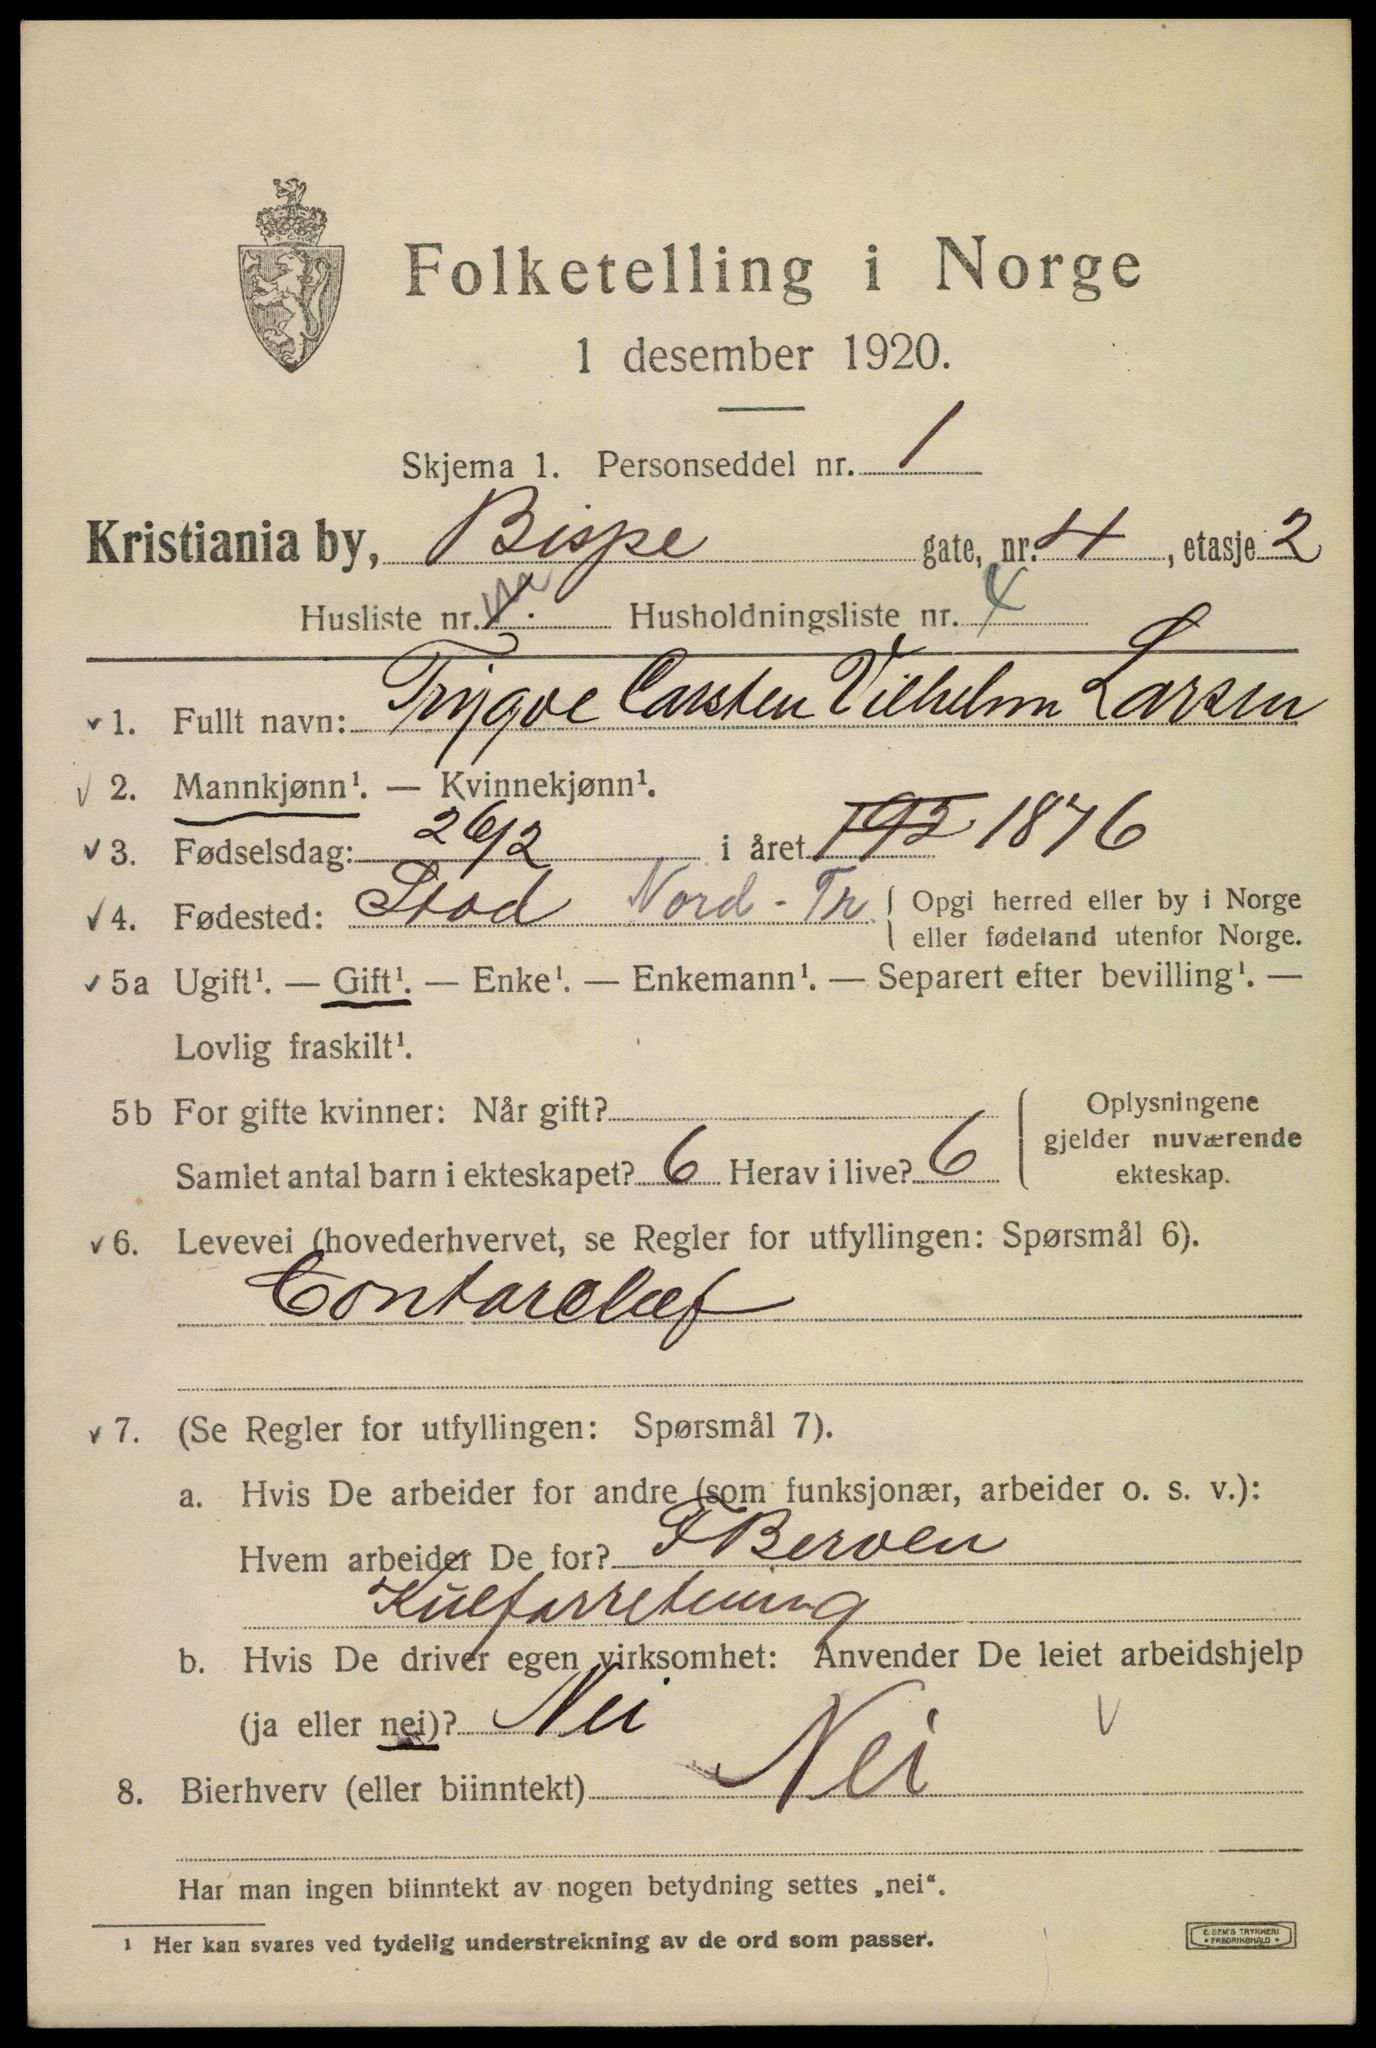 Folketelling i Norge
1 desember 1920.
Skjema 1. Personseddel nr. 1
Kristiania by, Bispe gate, nr. 4, etasje 2
Husliste nr. Husholdningsliste nr. 4
1. Fullt navn: Trygve Carsten Vilhelm Larsen
2. Mannkjønn¹. — Kvinnekjønn¹.
3. Fødselsdag: 26/2 i året 192 1876
4. Fødested: Stod Nord-Tr Opgi herred eller by i Norge
eller fødeland utenfor Norge.
5a Ugift¹. — Gift¹. — Enke¹. — Enkemann¹. — Separert efter bevilling¹. —
Lovlig fraskilt¹.
5b For gifte kvinner: Når gift?
Samlet antal barn i ekteskapet? 6 Herav i live? 6
Oplysningene
gjelder nuværende
ekteskap.
6. Levevei (hovederhvervet, se Regler for utfyllingen: Spørsmål 6).
Contorchef
7. (Se Regler for utfyllingen: Spørsmål 7).
a. Hvis De arbeider for andre (som funksjonær, arbeider o. s. v.):
Hvem arbeider De for? F Berven
Kulforretning
b. Hvis De driver egen virksomhet: Anvender De leiet arbeidshjelp
(ja eller nei)? Nei
8. Bierhverv (eller biinntekt) Nei
Har man ingen biinntekt av nogen betydning settes „nei“.
¹ Her kan svares ved tydelig understrekning av de ord som passer.
E. SEM'S TRYKKERI
• FREDRIKSHALD •